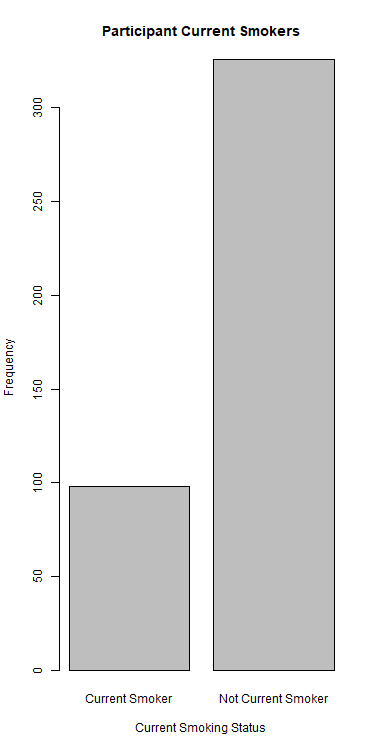 Participant Current Smokers
300
250
200
150
100
50
0
Frequency
Current Smoker
Not Current Smoker
Current Smoking Status